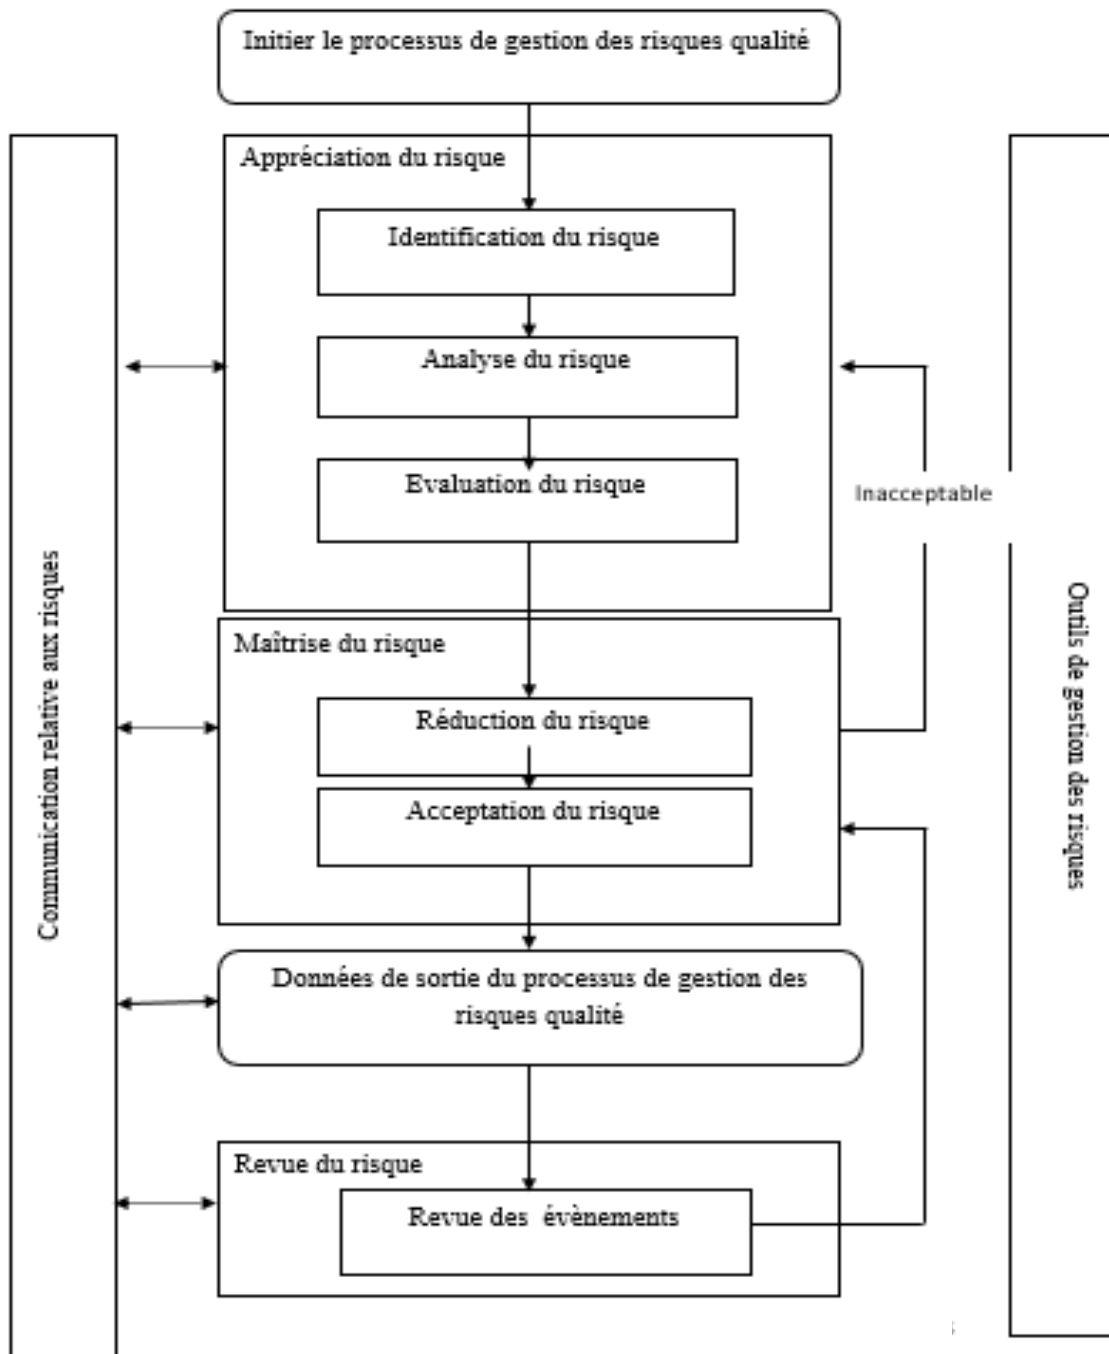 Initier le processus de gestion des risques qualité
Appréciation du risque
Identification du risque
Analyse du risque
Evaluation du risque
Inacceptable
Maîtrise du risque
Réduction du risque
Acceptation du risque
Données de sortie du processus de gestion des
risques qualité
Revue du risque
Revue des évènements
Communication relative aux risques
Outils de gestion des risques